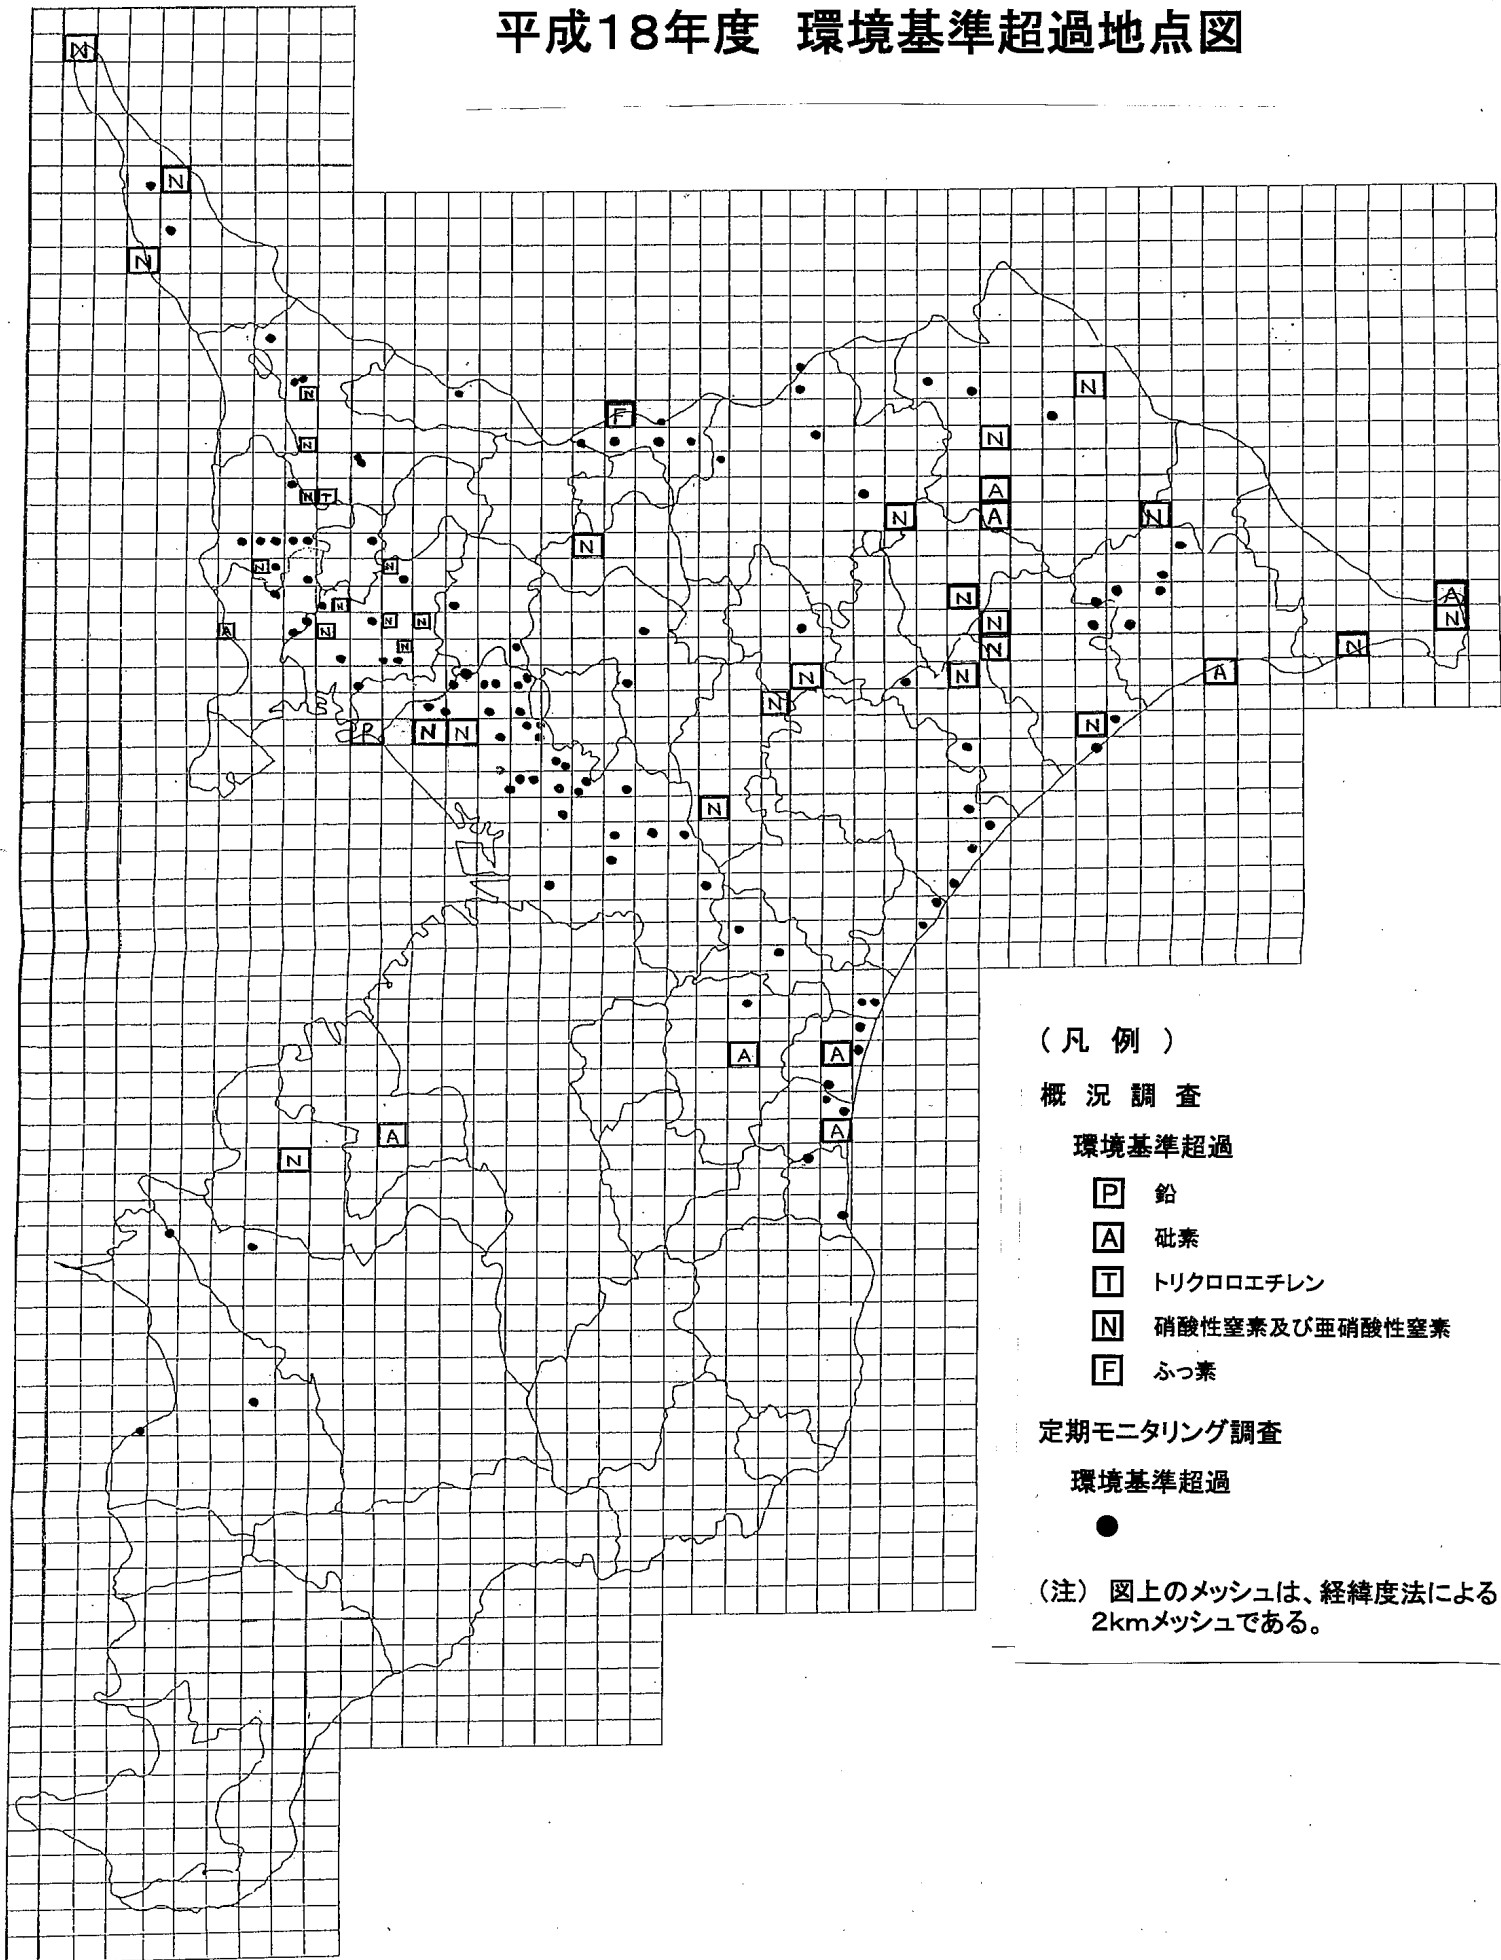 平成18年度 環境基準超過地点図
N
N
N
N
F
N
N
N
N
A
N T
N
A
N
N
N
N
N
A
N
N
N
N
A
N
N
N
N
N
N
A
N
N
N
N
N
N
A
A
A
A
N
（凡 例）
概 況 調 査
環境基準超過
P 鉛
A 砒素
T トリクロロエチレン
N 硝酸性窒素及び亜硝酸性窒素
F ふっ素
定期モニタリング調査
環境基準超過
（注） 図上のメッシュは、経緯度法による
2kmメッシュである。